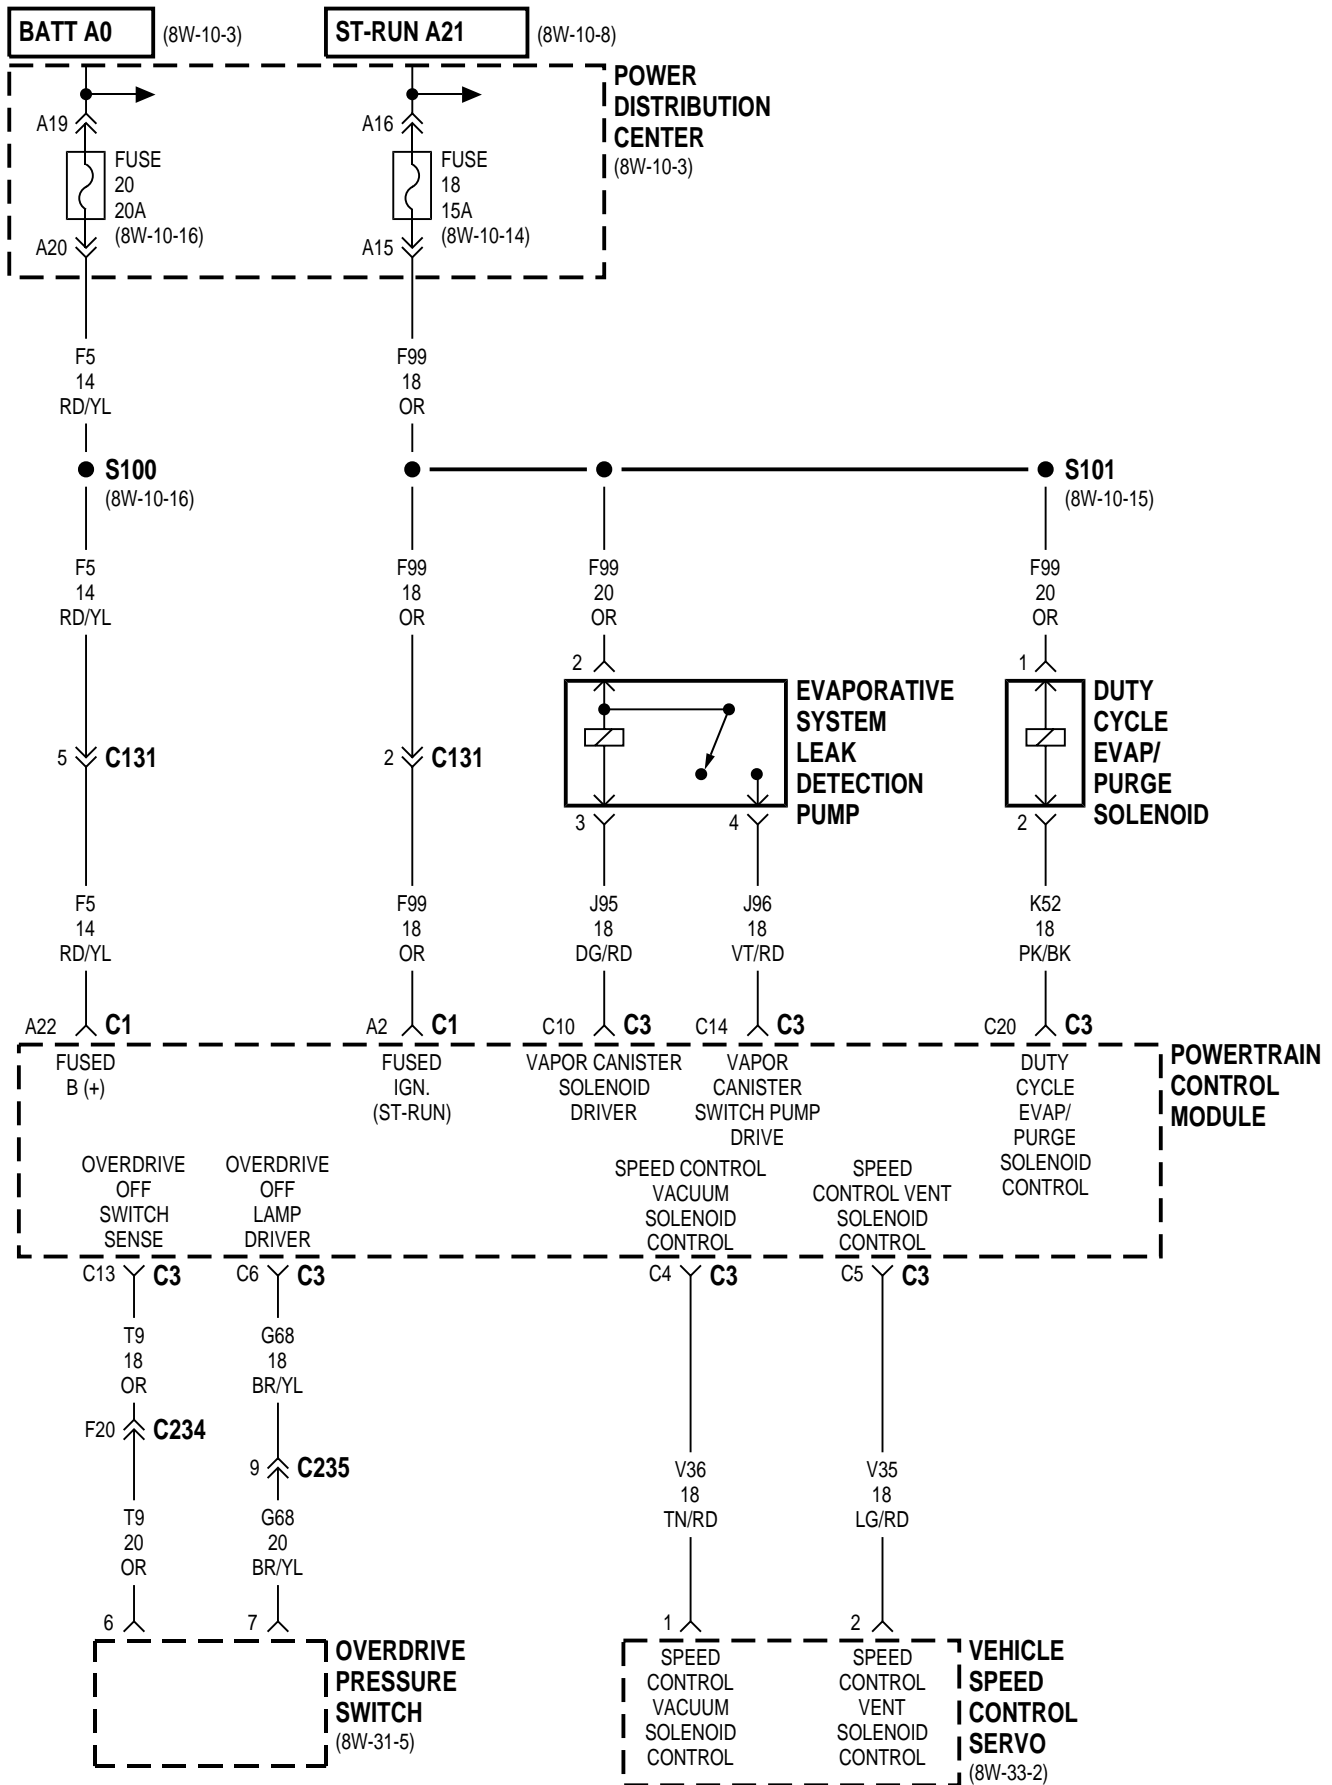 BATT A0 (8W-10-3) ST-RUN A21 (8W-10-8)
POWER
DISTRIBUTION
CENTER
(8W-10-3)
A19
FUSE
20
20A
(8W-10-16)
A20
A16
FUSE
18
15A
(8W-10-14)
A15
F5
14
RD/YL
F99
18
OR
S100
(8W-10-16)
S101
(8W-10-15)
F5
14
RD/YL
F99
18
OR
F99
20
OR
F99
20
OR
2
EVAPORATIVE
SYSTEM
LEAK
DETECTION
PUMP
1
DUTY
CYCLE
EVAP/
PURGE
SOLENOID
5 C131
2 C131
3
4
2
F5
14
RD/YL
F99
18
OR
J95
18
DG/RD
J96
18
VT/RD
K52
18
PK/BK
A22 C1
A2 C1
C10 C3
C14 C3
C20 C3
POWERTRAIN
CONTROL
MODULE
FUSED
B (+)
FUSED
IGN.
(ST-RUN)
VAPOR CANISTER
SOLENOID
DRIVER
VAPOR
CANISTER
SWITCH PUMP
DRIVE
DUTY
CYCLE
EVAP/
PURGE
SOLENOID
CONTROL
OVERDRIVE
OFF
SWITCH
SENSE
OVERDRIVE
OFF
LAMP
DRIVER
SPEED CONTROL
VACUUM
SOLENOID
CONTROL
SPEED
CONTROL VENT
SOLENOID
CONTROL
C13 C3
C6 C3
C4 C3
C5 C3
T9
18
OR
G68
18
BR/YL
F20 C234
9 C235
T9
20
OR
G68
20
BR/YL
V36
18
TN/RD
V35
18
LG/RD
6
7
OVERDRIVE
PRESSURE
SWITCH
(8W-31-5)
1
2
SPEED
CONTROL
VACUUM
SOLENOID
CONTROL
SPEED
CONTROL
VENT
SOLENOID
CONTROL
VEHICLE
SPEED
CONTROL
SERVO
(8W-33-2)